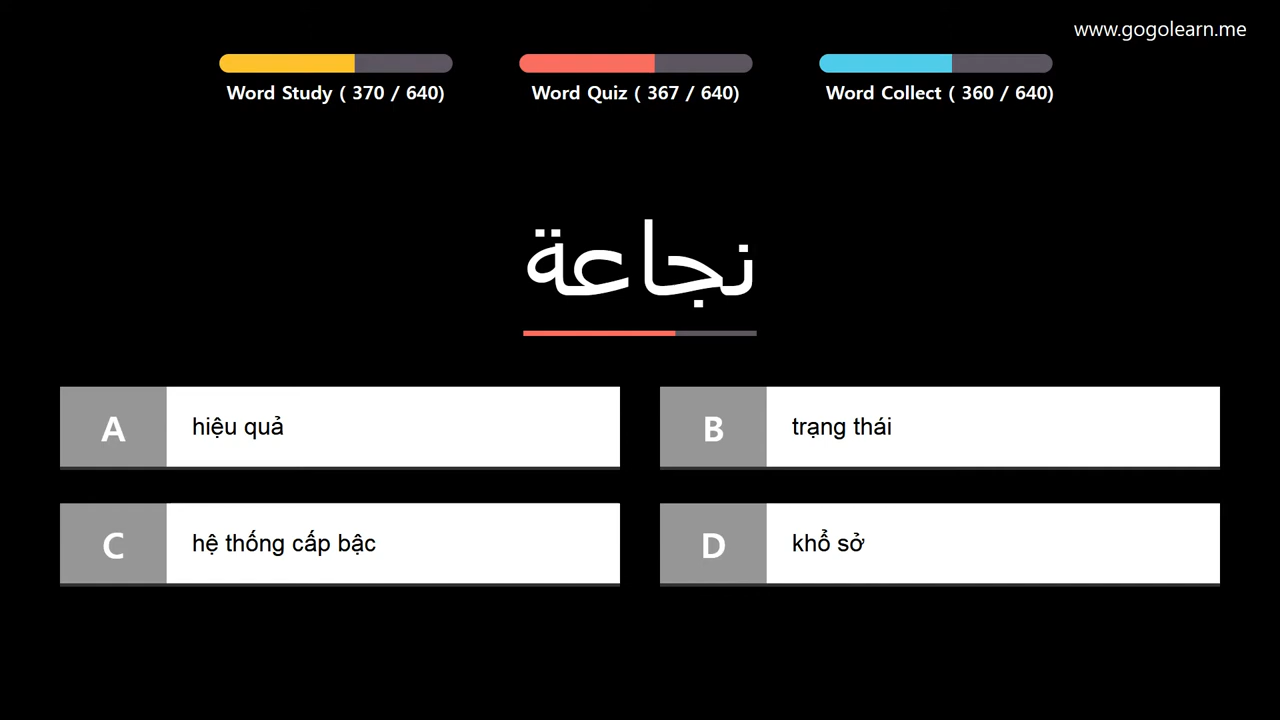 www.gogolearn.me
Word Study ( 370 / 640)
Word Quiz ( 367 / 640)
Word Collect ( 360 / 640)
نجاعة
A hiệu quả
B trạng thái
C hệ thống cấp bậc
D khổ sở